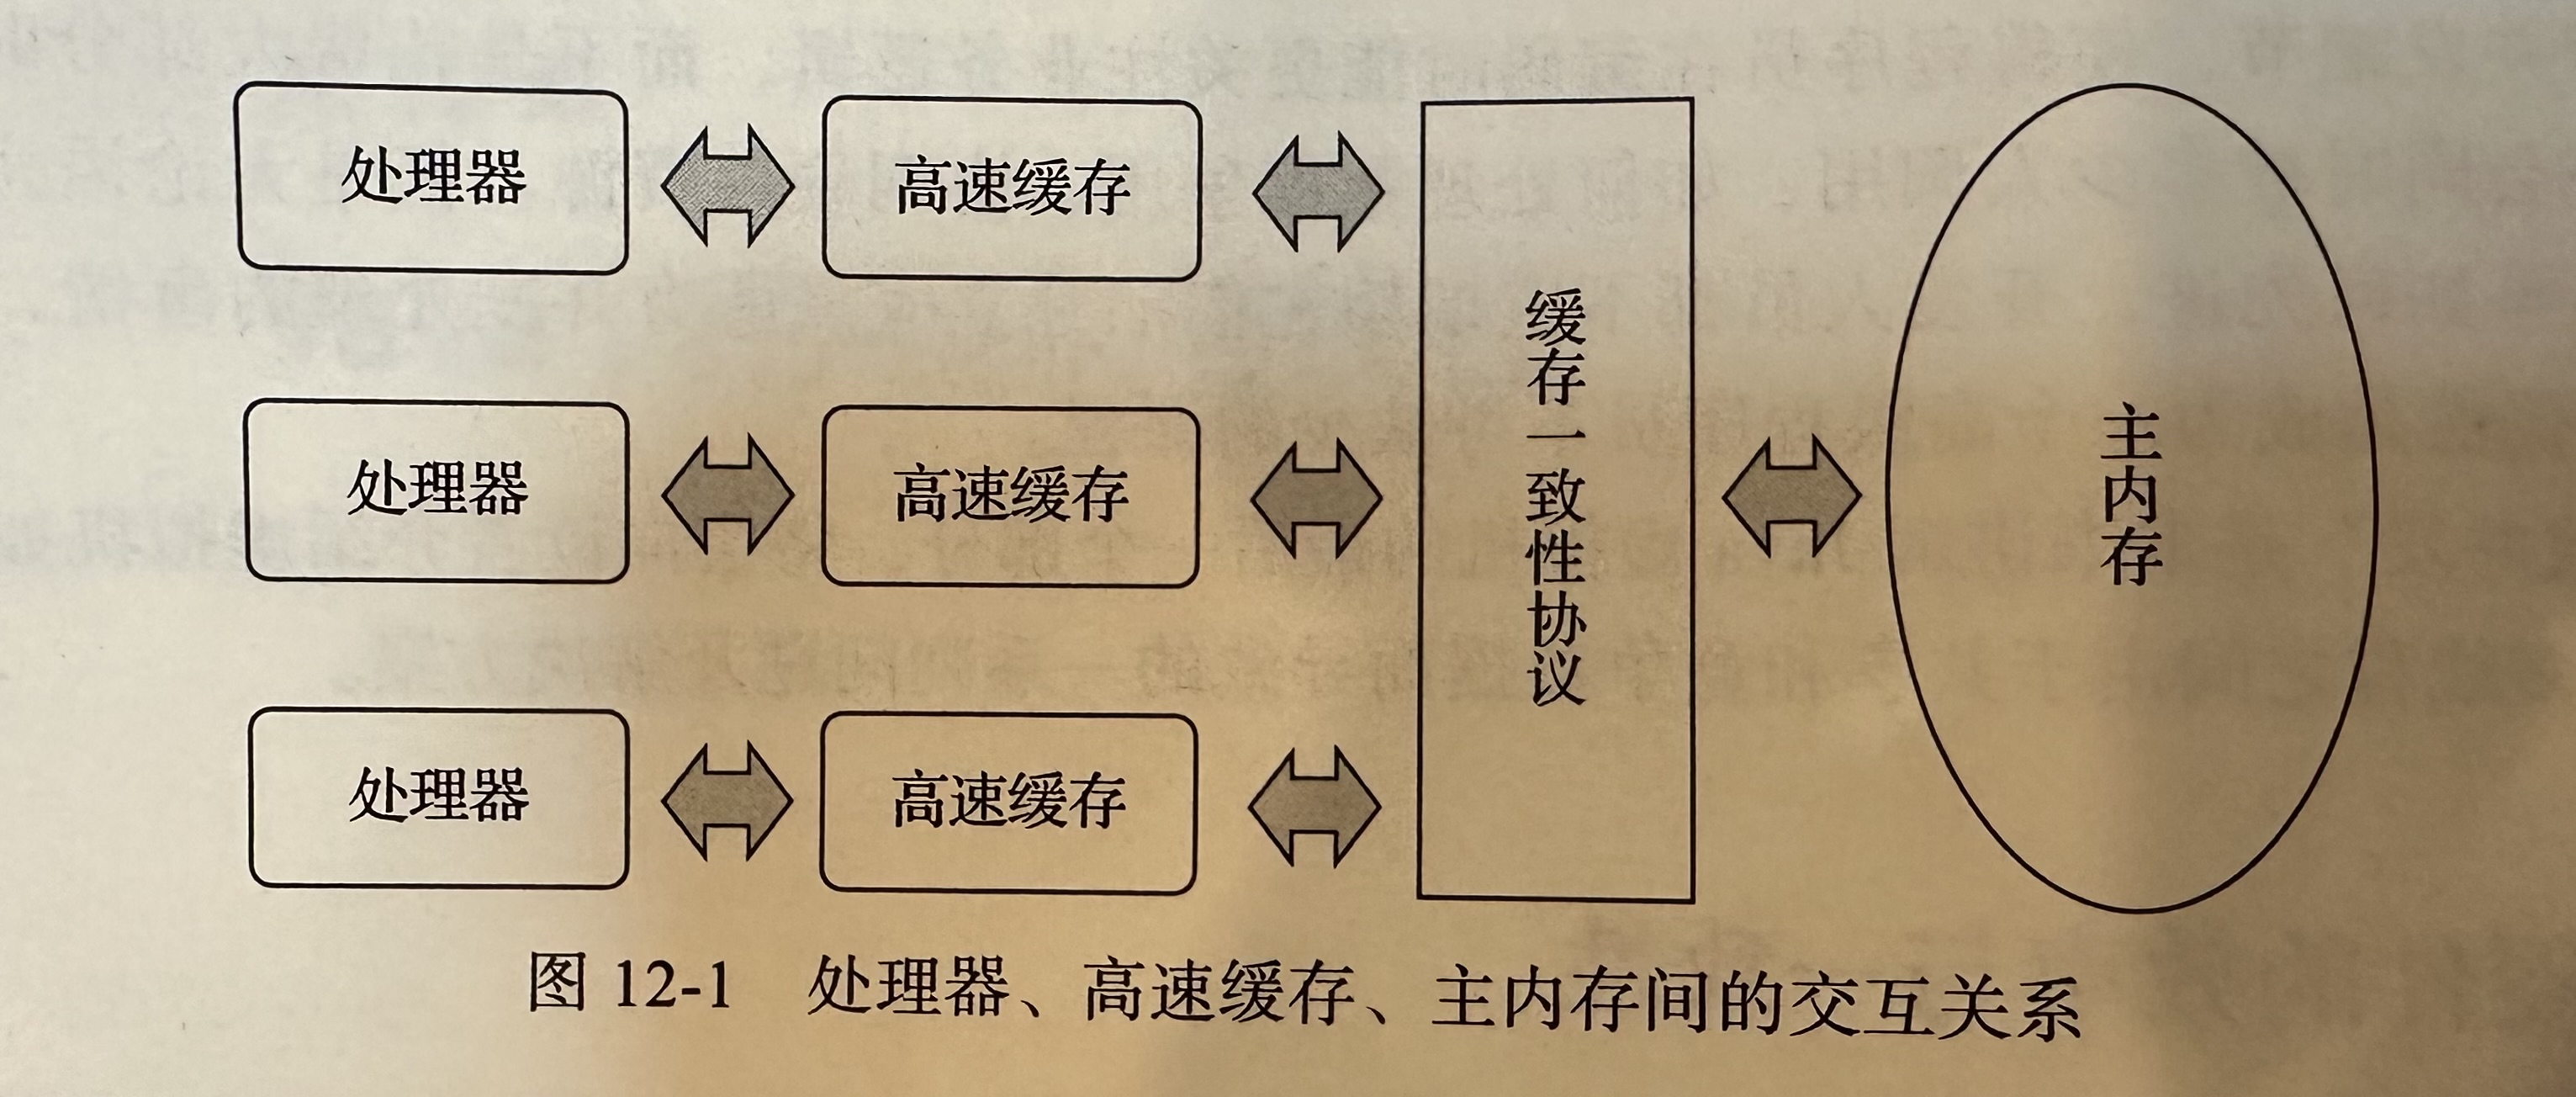 处理器
高速缓存
处理器
高速缓存
处理器
高速缓存
缓存一致性协议
主内存
图 12-1 处理器、高速缓存、主内存间的交互关系